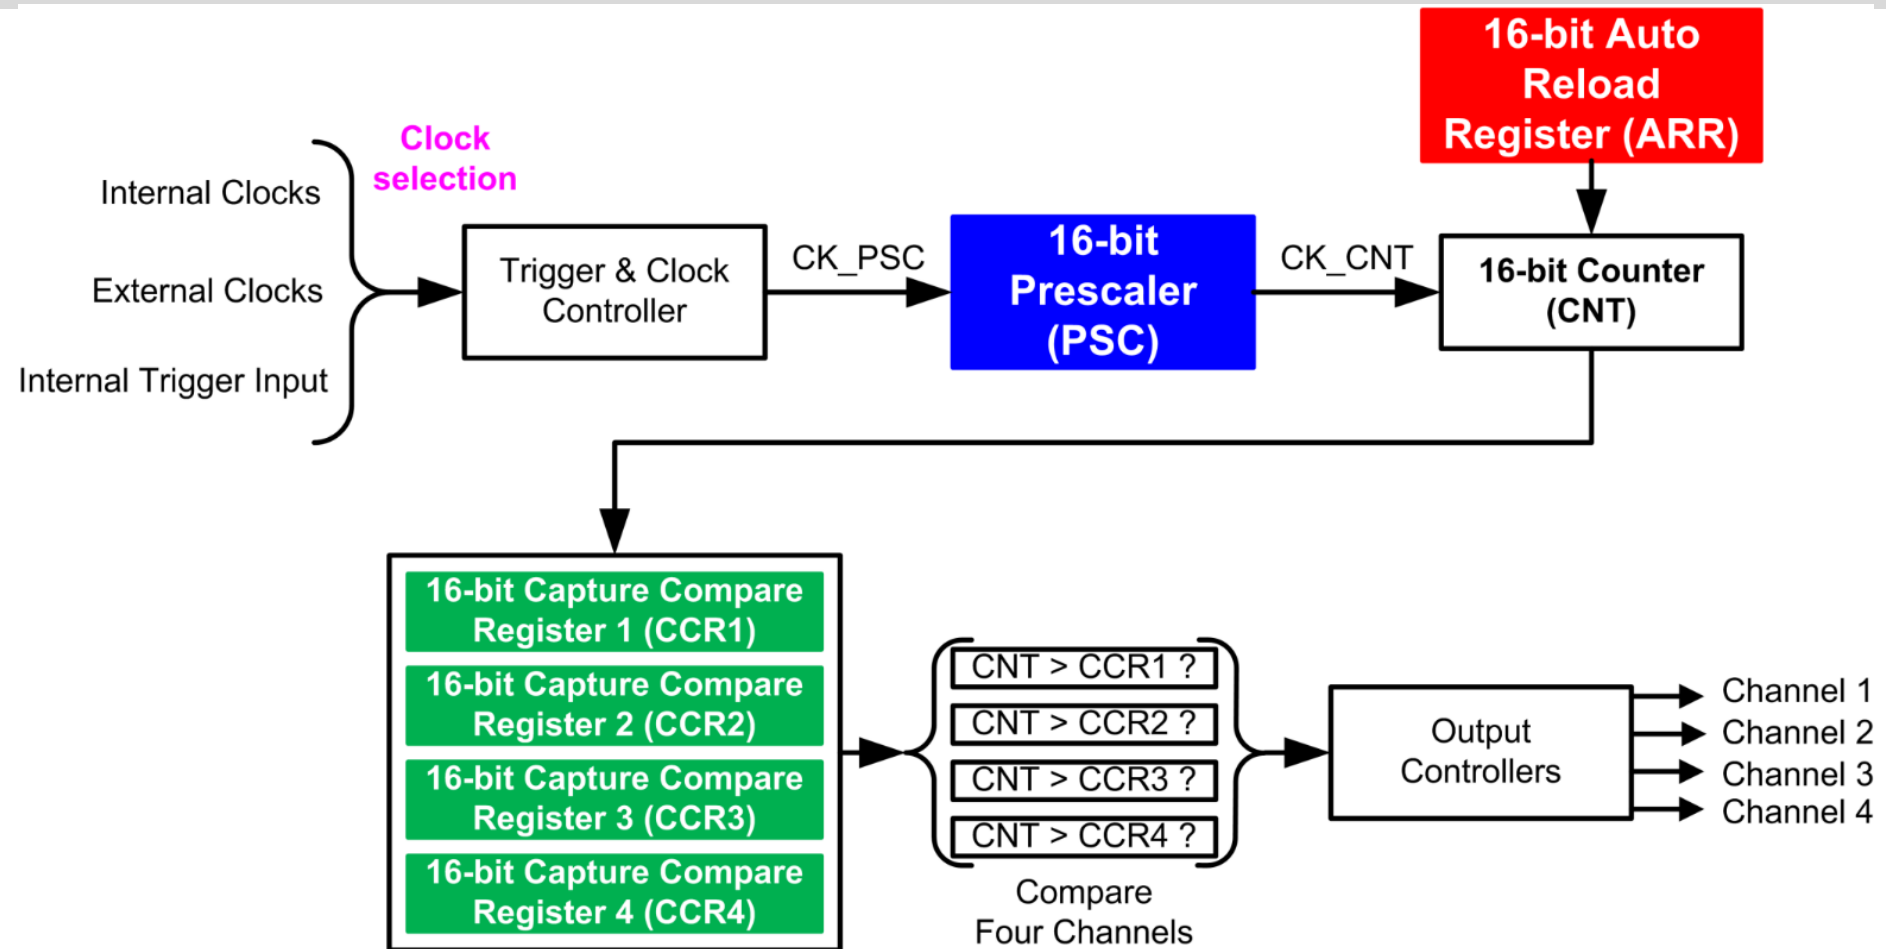 16-bit Auto
Reload
Register (ARR)
Clock
selection
Internal Clocks
External Clocks
Internal Trigger Input
Trigger & Clock
Controller
CK_PSC
16-bit
Prescaler
(PSC)
CK_CNT
16-bit Counter
(CNT)
16-bit Capture Compare
Register 1 (CCR1)
16-bit Capture Compare
Register 2 (CCR2)
16-bit Capture Compare
Register 3 (CCR3)
16-bit Capture Compare
Register 4 (CCR4)
CNT > CCR1 ?
CNT > CCR2 ?
CNT > CCR3 ?
CNT > CCR4 ?
Compare
Four Channels
Output
Controllers
Channel 1
Channel 2
Channel 3
Channel 4